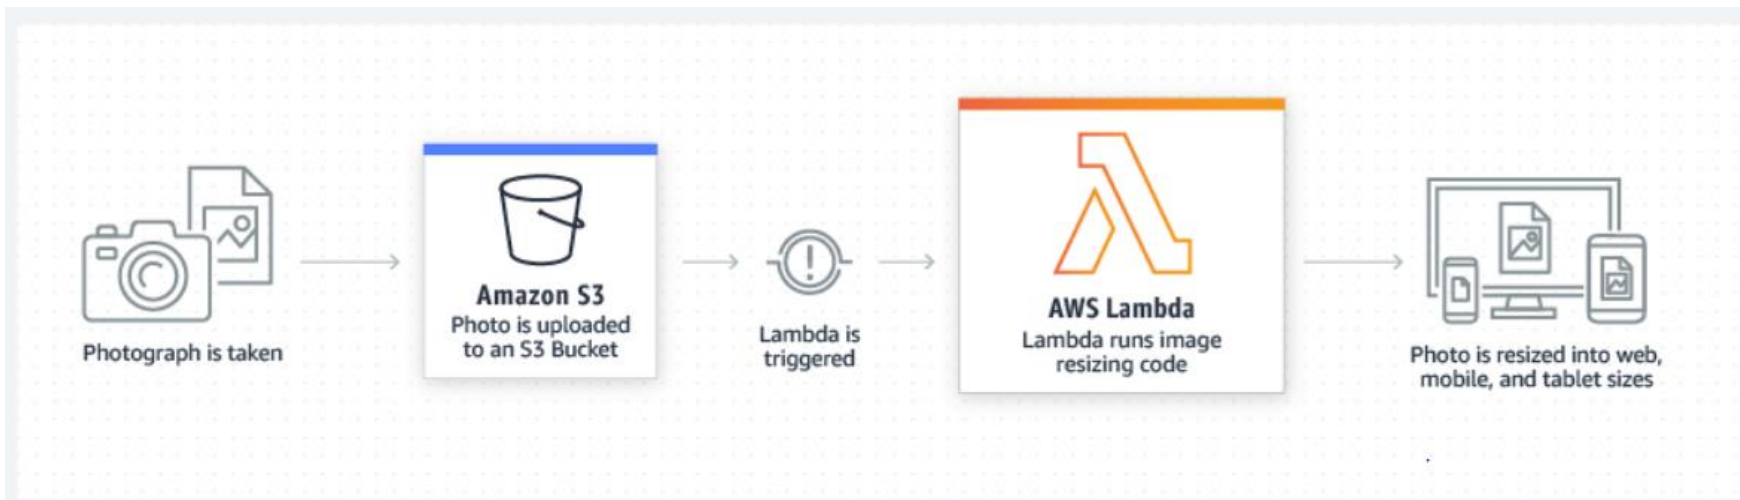 Photograph is taken
Amazon S3
Photo is uploaded
to an S3 Bucket
Lambda is
triggered
AWS Lambda
Lambda runs image
resizing code
Photo is resized into web,
mobile, and tablet sizes